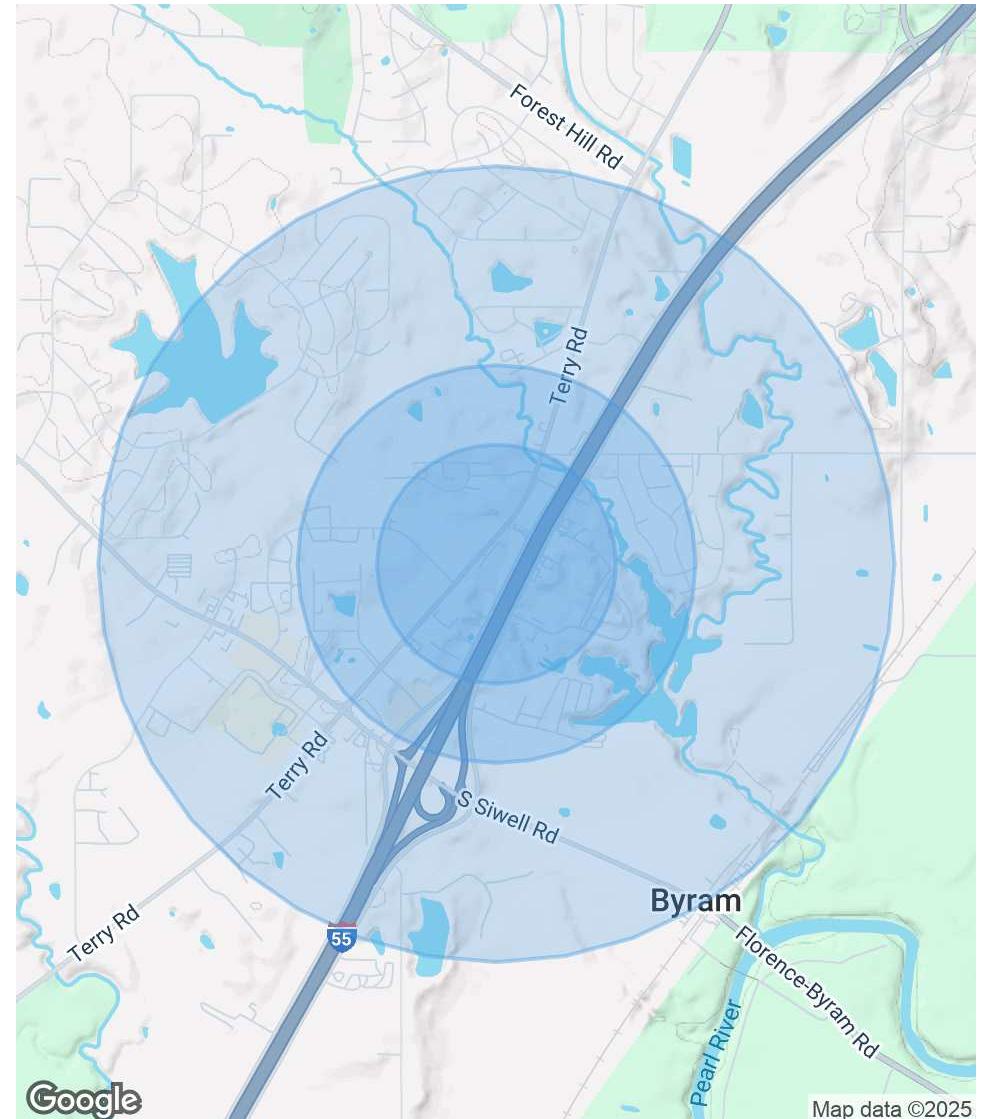 Forest Hill Rd
Terry Rd
Terry Rd
S Siwell Rd
Byram
Terry Rd
55
Florence-Byram Rd
Pearl River
Google
Map data ©2025